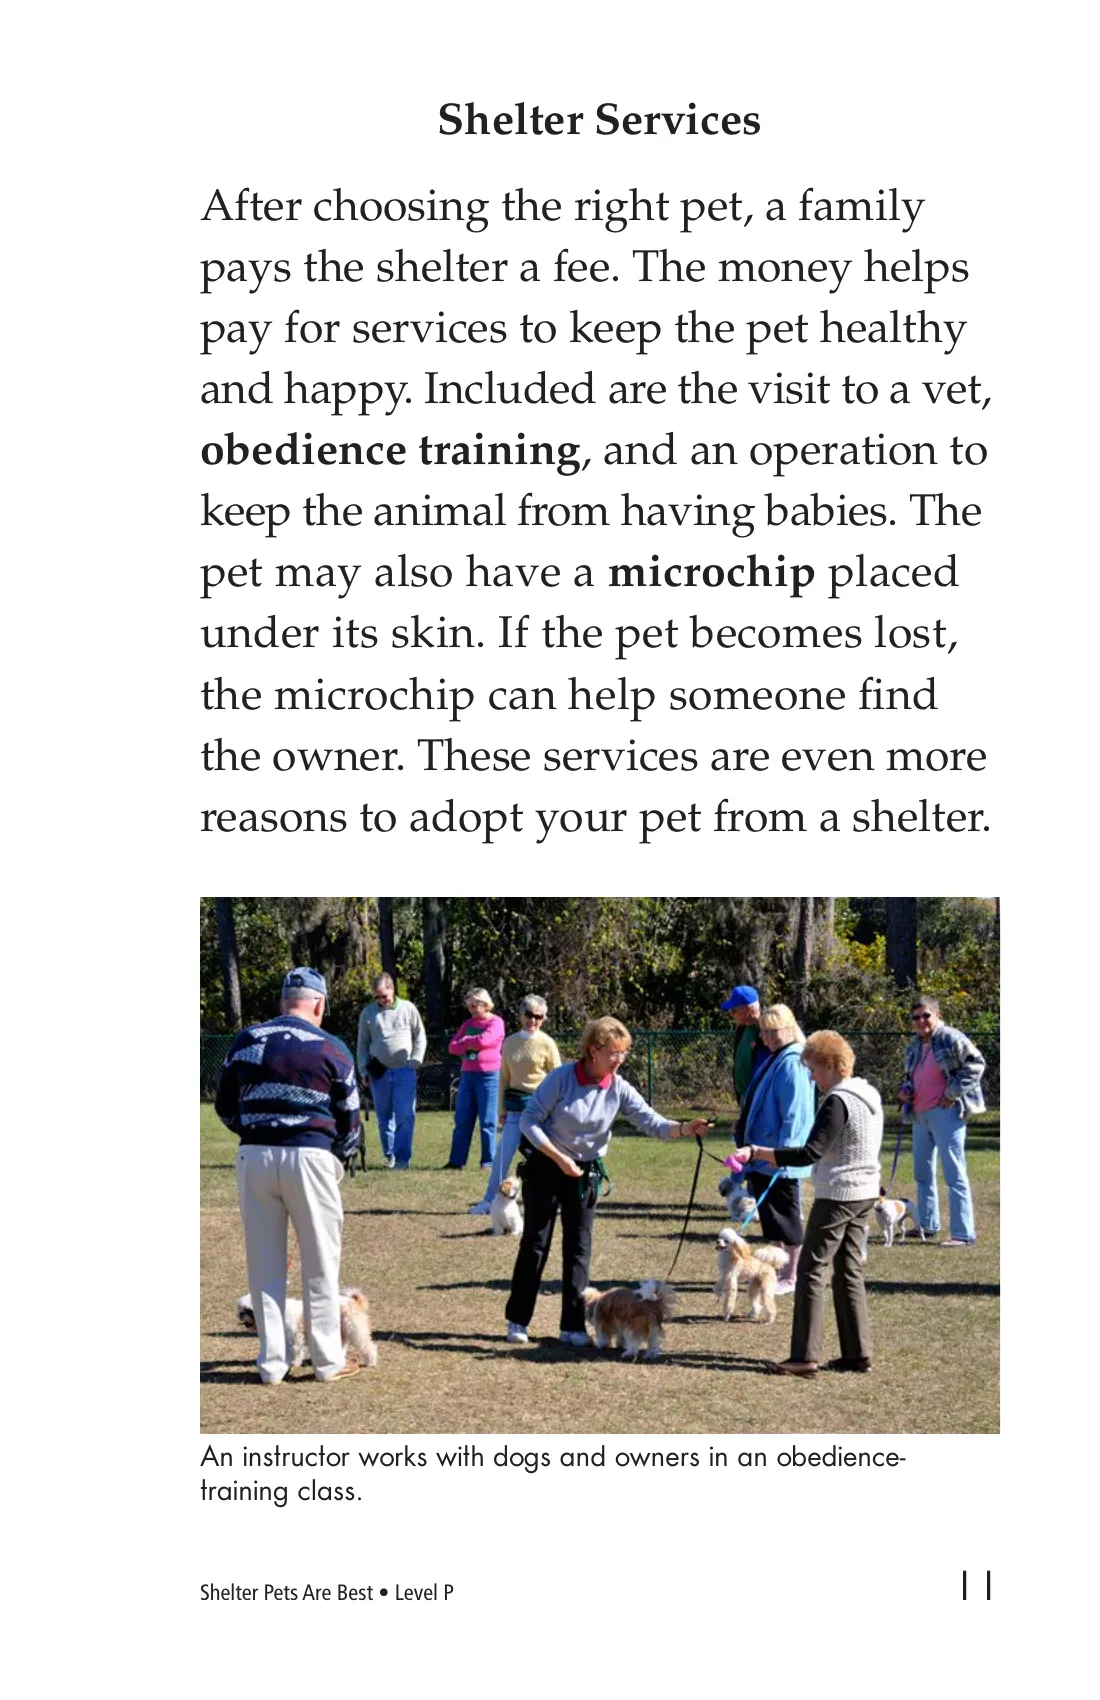 Shelter Services
After choosing the right pet, a family
pays the shelter a fee. The money helps
pay for services to keep the pet healthy
and happy. Included are the visit to a vet,
obedience training, and an operation to
keep the animal from having babies. The
pet may also have a microchip placed
under its skin. If the pet becomes lost,
the microchip can help someone find
the owner. These services are even more
reasons to adopt your pet from a shelter.
An instructor works with dogs and owners in an obedience-
training class.
Shelter Pets Are Best • Level P
11